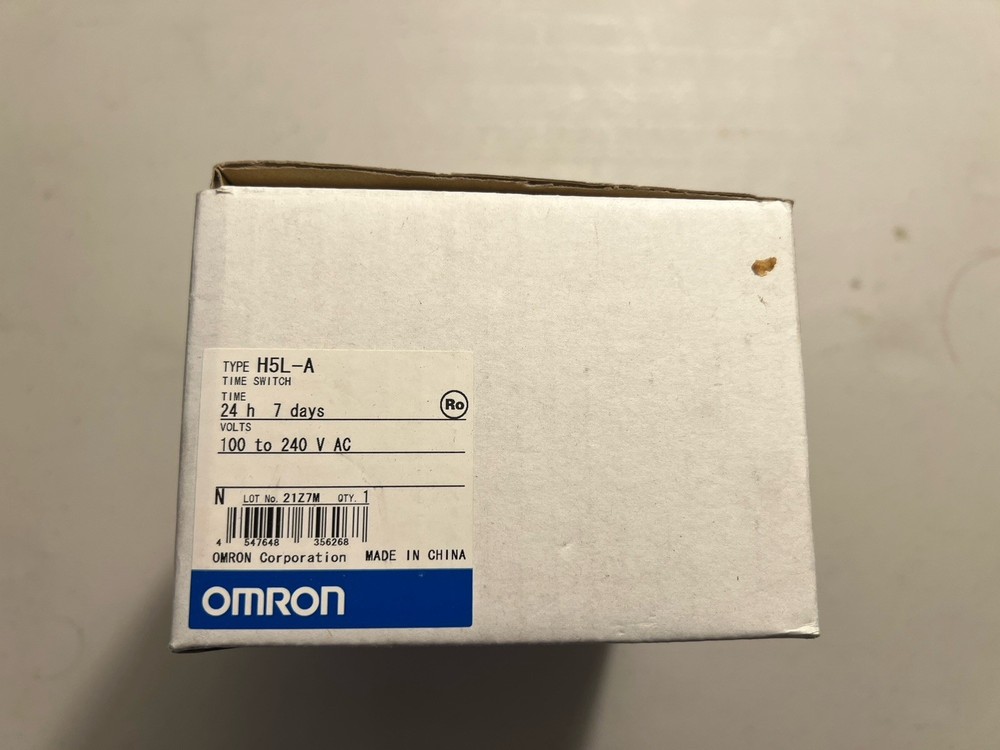 TYPE H5L-A
TIME SWITCH
TIME
24 h 7 days
Ro
VOLTS
100 to 240 V AC
N LOT No. 21Z7M QTY. 1
4 547648 356268
OMRON Corporation MADE IN CHINA
OMRON